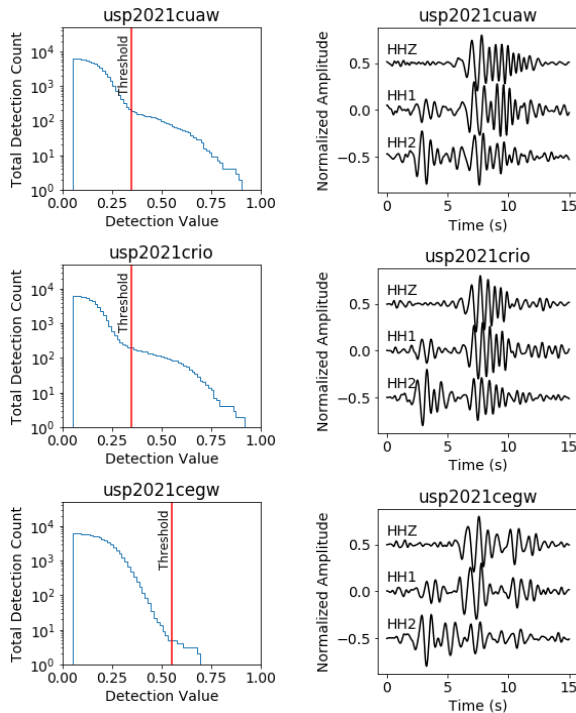 usp2021cuaw
Total Detection Count
10⁴
10³
10²
10¹
10⁰
Threshold
0.00 0.25 0.50 0.75 1.00
Detection Value
usp2021cuaw
Normalized Amplitude
0.5
0.0
−0.5
HHZ
HH1
HH2
0 5 10 15
Time (s)
usp2021crio
Total Detection Count
10⁴
10³
10²
10¹
10⁰
Threshold
0.00 0.25 0.50 0.75 1.00
Detection Value
usp2021crio
Normalized Amplitude
0.5
0.0
−0.5
HHZ
HH1
HH2
0 5 10 15
Time (s)
usp2021cegw
Total Detection Count
10⁴
10³
10²
10¹
10⁰
Threshold
0.00 0.25 0.50 0.75 1.00
Detection Value
usp2021cegw
Normalized Amplitude
0.5
0.0
−0.5
HHZ
HH1
HH2
0 5 10 15
Time (s)